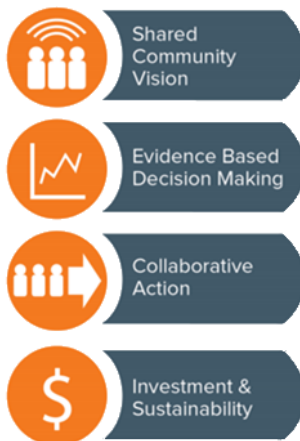 Shared
Community
Vision
Evidence Based
Decision Making
Collaborative
Action
$
Investment &
Sustainability